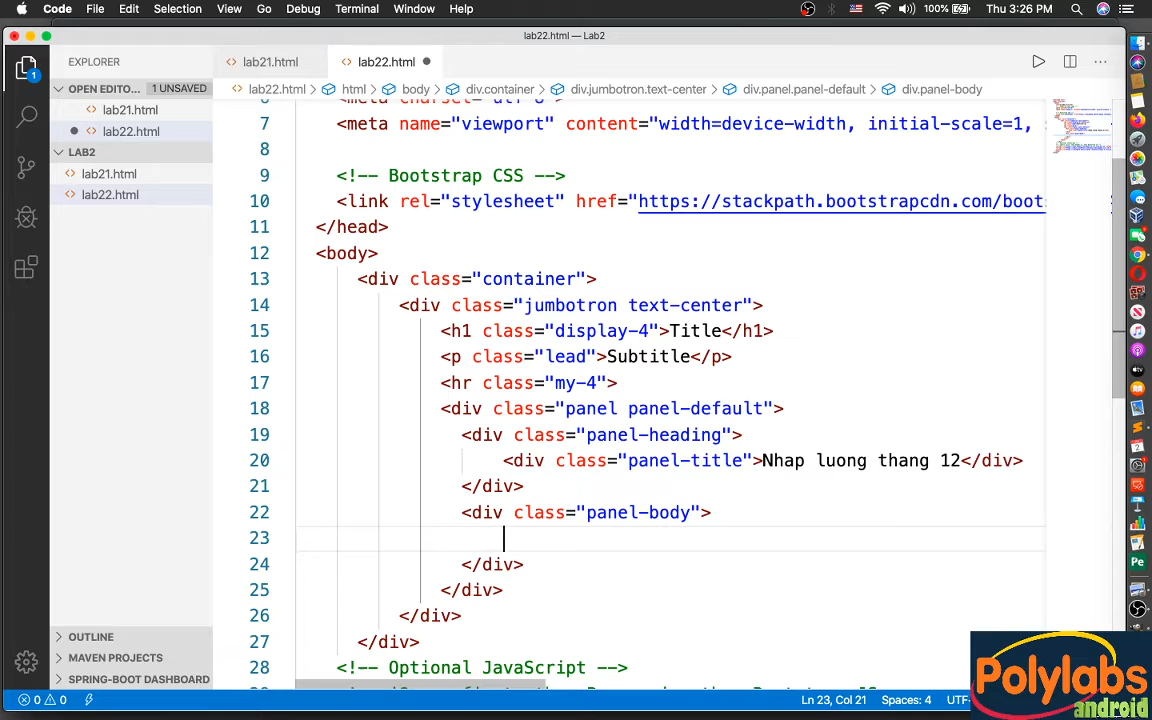 Code File Edit Selection View Go Debug Terminal Window Help 100% Thu 3:26 PM
lab22.html — Lab2
EXPLORER
lab21.html
lab22.html
OPEN EDITO... 1 UNSAVED
lab21.html
lab22.html
LAB2
lab21.html
lab22.html
OUTLINE
MAVEN PROJECTS
SPRING-BOOT DASHBOARD
1
lab22.html html body div.container div.jumbotron.text-center div.panel.panel-default div.panel-body
7 <meta name="viewport" content="width=device-width, initial-scale=1,
8
9 <!-- Bootstrap CSS -->
10 <link rel="stylesheet" href="https://stackpath.bootstrapcdn.com/boot
11 </head>
12 <body>
13 <div class="container">
14 <div class="jumbotron text-center">
15 <h1 class="display-4">Title</h1>
16 <p class="lead">Subtitle</p>
17 <hr class="my-4">
18 <div class="panel panel-default">
19 <div class="panel-heading">
20 <div class="panel-title">Nhap luong thang 12</div>
21 </div>
22 <div class="panel-body">
23
24 </div>
25 </div>
26 </div>
27 </div>
28 <!-- Optional JavaScript -->
0 0
Ln 23, Col 21 Spaces: 4 UTF-
Polylabs
android